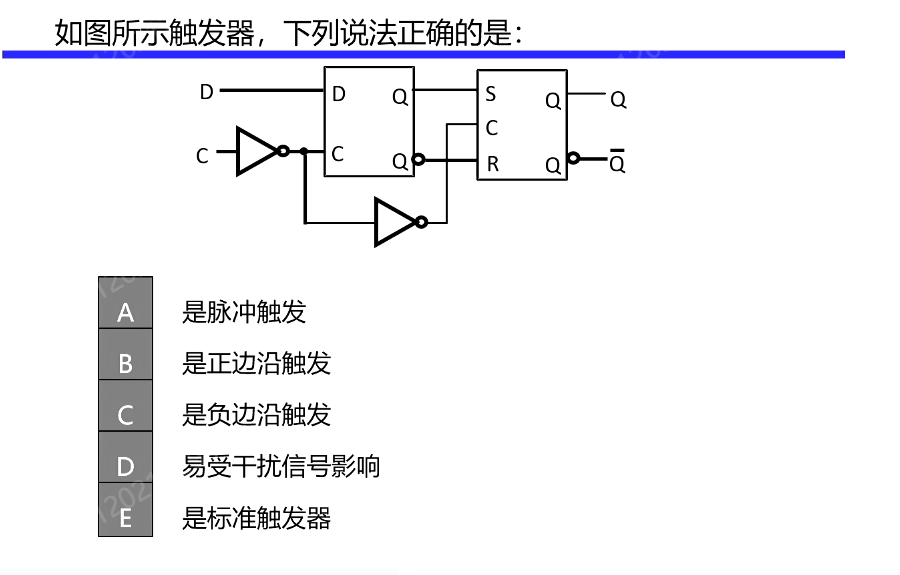 如图所示触发器，下列说法正确的是：
D D Q S Q Q
C C Q C R Q Q̅
A 是脉冲触发
B 是正边沿触发
C 是负边沿触发
D 易受干扰信号影响
E 是标准触发器